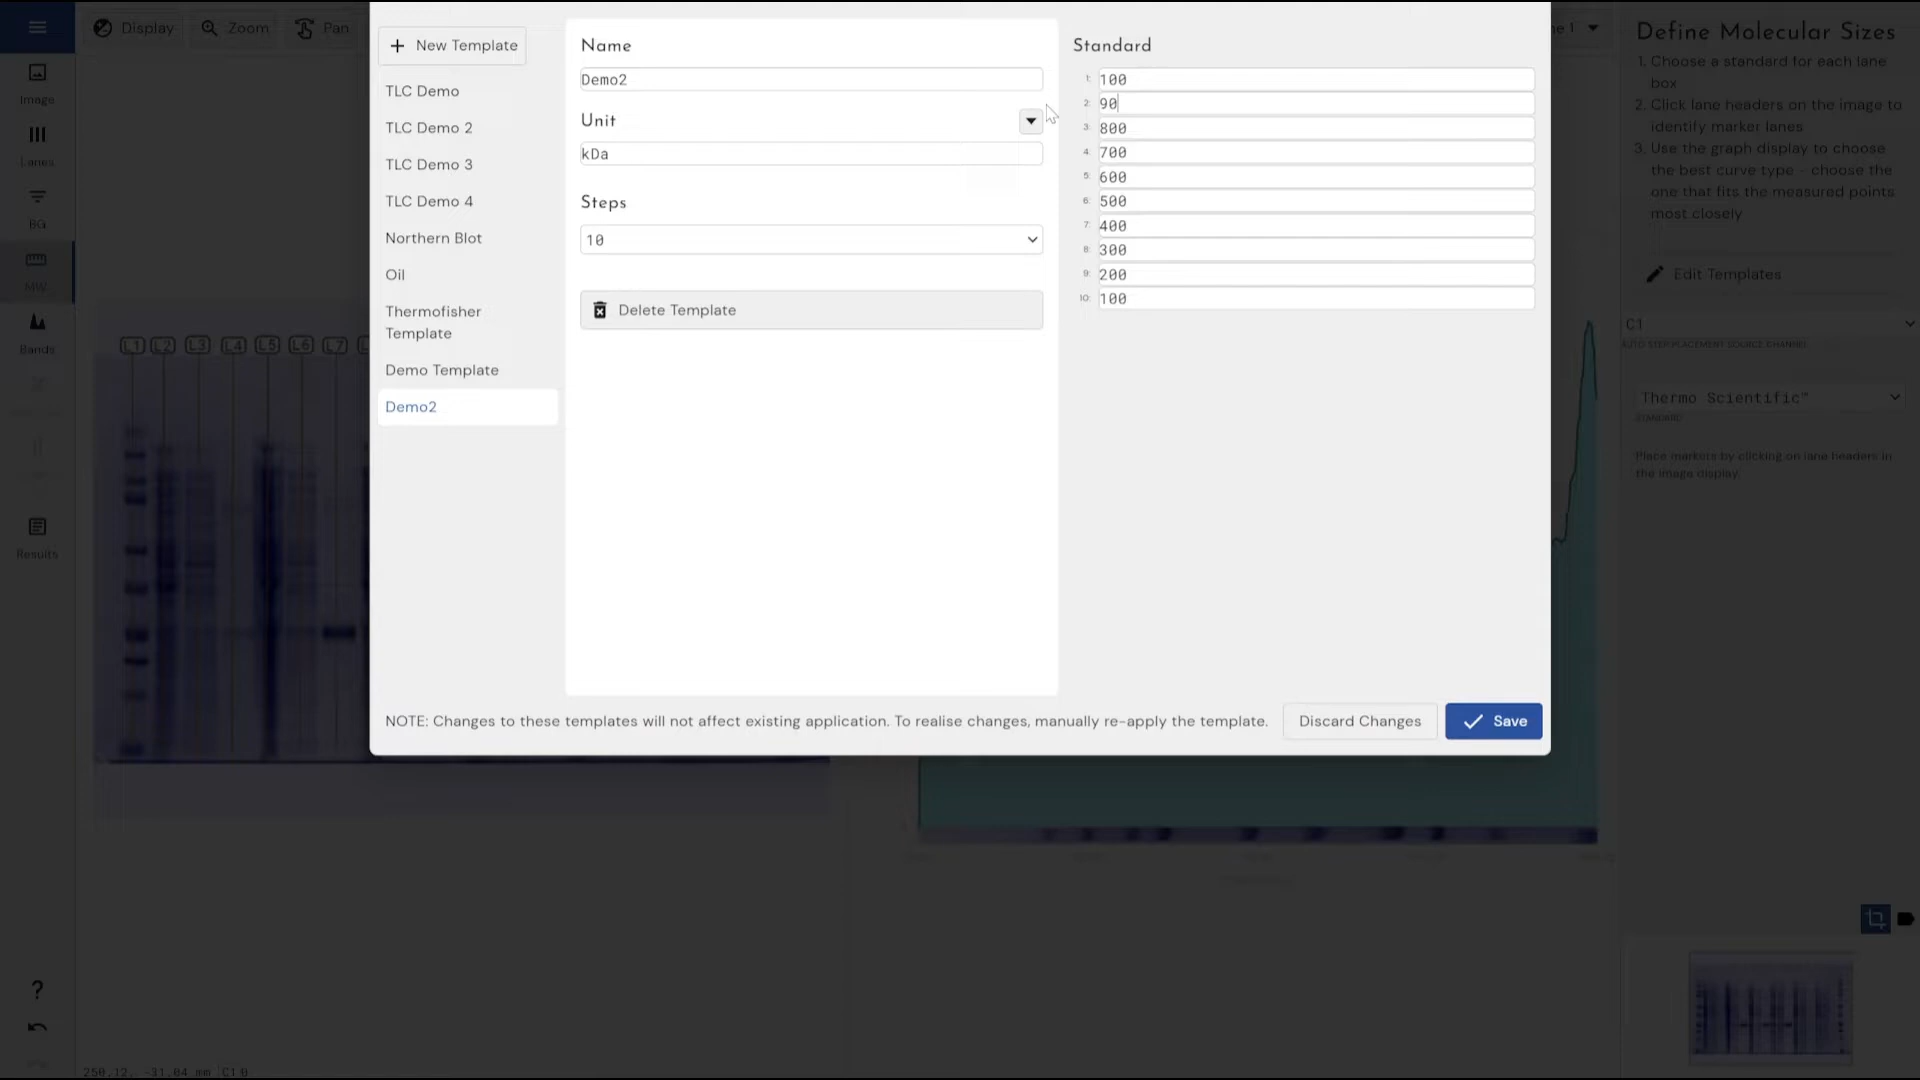 Display
Zoom
Pan
Image
Lanes
BG
MW
Bands
Results
?
L1 L2 L3 L4 L5 L6 L7
+ New Template
TLC Demo
TLC Demo 2
TLC Demo 3
TLC Demo 4
Northern Blot
Oil
Thermofisher
Template
Demo Template
Demo2
Name
Demo2
Unit
kDa
Steps
10
Delete Template
Standard
1: 100
2: 90
3: 800
4: 700
5: 600
6: 500
7: 400
8: 300
9: 200
10: 100
NOTE: Changes to these templates will not affect existing application. To realise changes, manually re-apply the template.
Discard Changes
Save
Define Molecular Sizes
1. Choose a standard for each lane
box
2. Click lane headers on the image to
identify marker lanes
3. Use the graph display to choose
the best curve type - choose the
one that fits the measured points
most closely
Edit Templates
C1
AUTO STEP PLACEMENT SOURCE CHANNEL
Thermo Scientific™
STANDARD
Place markers by clicking on lane headers in
the image display.